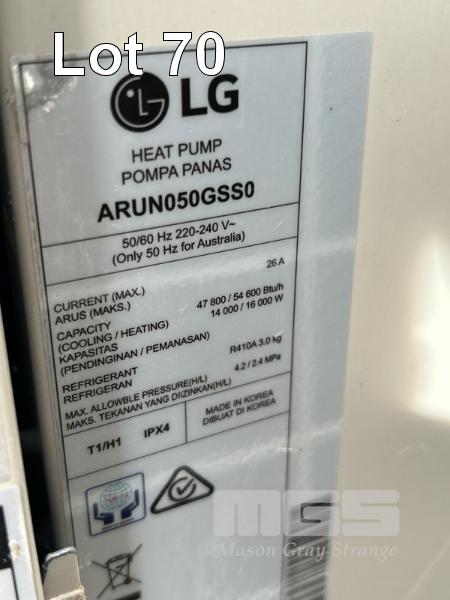 Lot 70
LG
HEAT PUMP
POMPA PANAS
ARUN050GSS0
50/60 Hz 220-240 V~
(Only 50 Hz for Australia)
CURRENT (MAX.)
ARUS (MAKS.)
26 A
CAPACITY
(COOLING / HEATING)
KAPASITAS
(PENDINGINAN / PEMANASAN)
47 800 / 54 600 Btu/h
14 000 / 16 000 W
REFRIGERANT
REFRIGERAN
R410A 3.0 kg
MAX. ALLOWBLE PRESSURE(H/L)
MAKS. TEKANAN YANG DIIZINKAN(H/L)
4.2 / 2.4 MPa
T1/H1 IPX4
MADE IN KOREA
DIBUAT DI KOREA
MGS
Mason Gray Strange